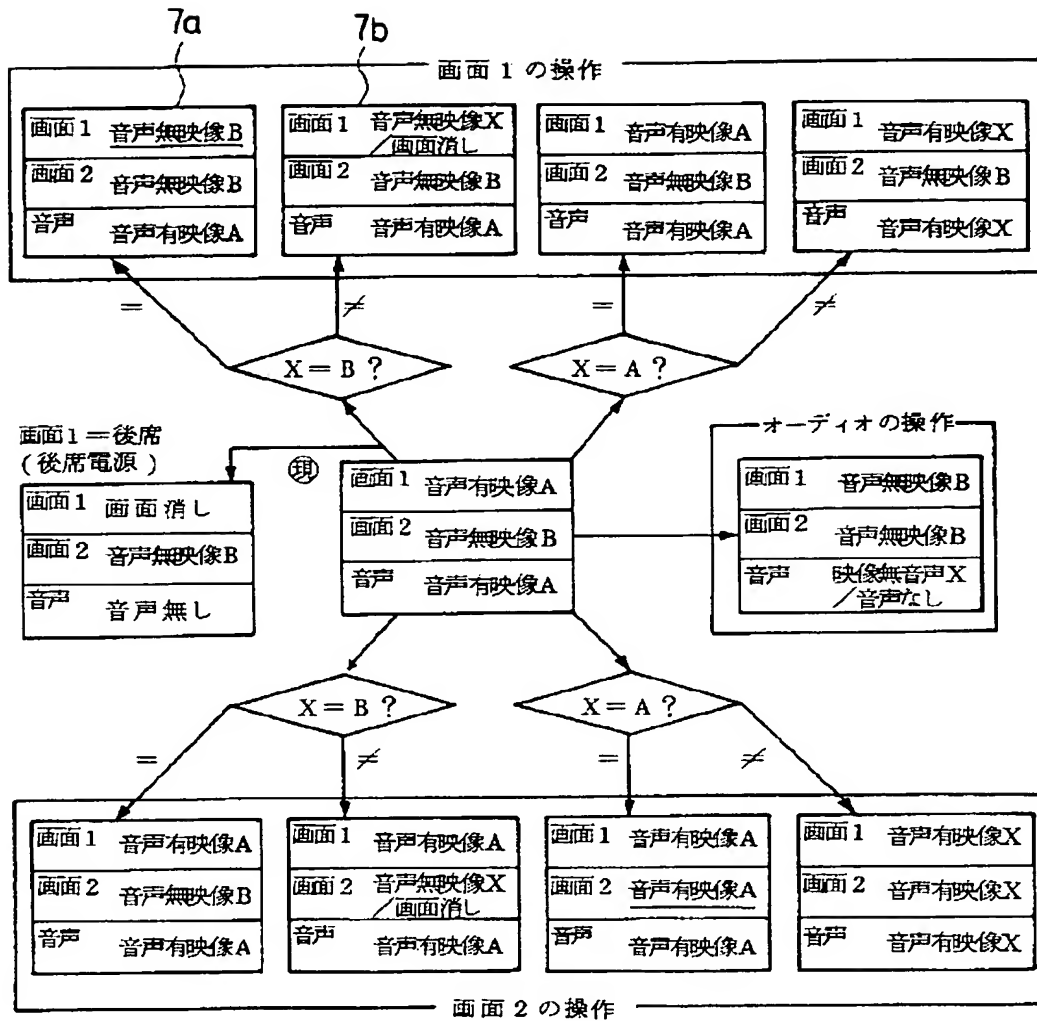 7a
7b
画面1の操作
画面1 音声無映像B
画面2 音声無映像B
音声 音声有映像A
画面1 音声無映像X
/画面消し
画面2 音声無映像B
音声 音声有映像A
画面1 音声有映像A
画面2 音声無映像B
音声 音声有映像A
画面1 音声有映像X
画面2 音声無映像B
音声 音声有映像X
=
≠
=
≠
X=B?
X=A?
画面1=後席
(後席電源)
画面1 画面消し
画面2 音声無映像B
音声 音声無し
現
画面1 音声有映像A
画面2 音声無映像B
音声 音声有映像A
オーディオの操作
画面1 音声無映像B
画面2 音声無映像B
音声 映像無音声X
/音声なし
X=B?
X=A?
=
≠
=
≠
画面1 音声有映像A
画面2 音声無映像B
音声 音声有映像A
画面1 音声有映像A
画面2 音声無映像X
/画面消し
音声 音声有映像A
画面1 音声有映像A
画面2 音声有映像A
音声 音声有映像A
画面1 音声有映像X
画面2 音声有映像X
音声 音声有映像X
画面2の操作